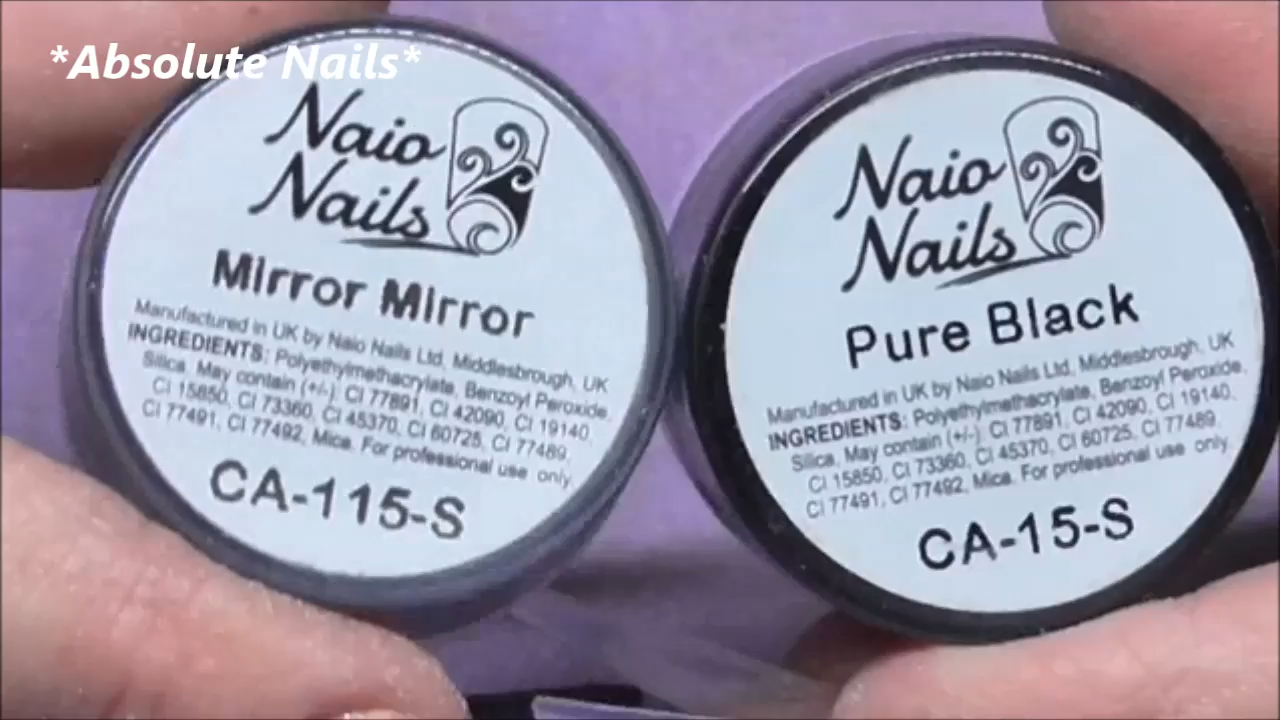 *Absolute Nails*
Naio
Nails
Mirror Mirror
Manufactured in UK by Naio Nails Ltd, Middlesbrough, UK
INGREDIENTS: Polyethylmethacrylate, Benzoyl Peroxide,
Silica, May contain (+/-): CI 77891, CI 42090, CI 19140,
CI 15850, CI 73360, CI 45370, CI 60725, CI 77489,
CI 77491, CI 77492, Mica. For professional use only.
CA-115-S
Naio
Nails
Pure Black
Manufactured in UK by Naio Nails Ltd, Middlesbrough, UK
INGREDIENTS: Polyethylmethacrylate, Benzoyl Peroxide,
Silica, May contain (+/-): CI 77891, CI 42090, CI 19140,
CI 15850, CI 73360, CI 45370, CI 60725, CI 77489,
CI 77491, CI 77492, Mica. For professional use only.
CA-15-S